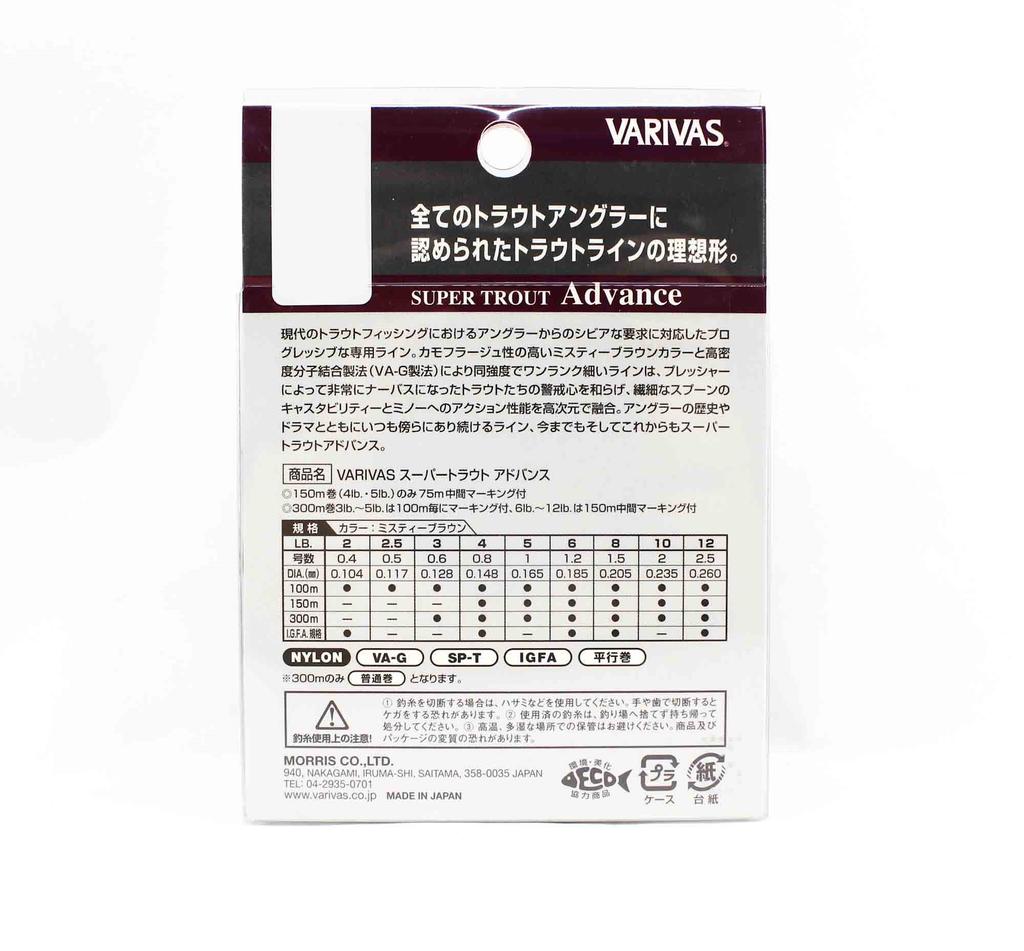 VARIVAS®
全てのトラウトアングラーに
認められたトラウトラインの理想形。
SUPER TROUT Advance
現代のトラウトフィッシングにおけるアングラーからのシビアな要求に対応したプロ
グレッシブな専用ライン。カモフラージュ性の高いミスティーブラウンカラーと高密
度分子結合製法(VA-G製法)により同強度でワンランク細いラインは、プレッシャー
によって非常にナーバスになったトラウトたちの警戒心を和らげ、繊細なスプーンの
キャスタビリティーとミノーへのアクション性能を高次元で融合。アングラーの歴史や
ドラマとともにいつも傍らにあり続けるライン、今までもそしてこれからもスーパー
トラウトアドバンス。
商品名 VARIVAS スーパートラウト アドバンス
◎150m巻(4lb.・5lb.)のみ75m中間マーキング付
◎300m巻3lb.~5lb.は100m毎にマーキング付、6lb.~12lb.は150m中間マーキング付
規格 カラー:ミスティーブラウン
LB. 2 2.5 3 4 5 6 8 10 12
号数 0.4 0.5 0.6 0.8 1 1.2 1.5 2 2.5
DIA.(㎜) 0.104 0.117 0.128 0.148 0.165 0.185 0.205 0.235 0.260
100m ● ● ● ● ● ● ● ● ●
150m — — — ● ● ● ● ● ●
300m — — ● ● ● ● ● ● ●
I.G.F.A.規格 ● — — ● — ● ● — ●
NYLON VA-G SP-T IGFA 平行巻
※300mのみ 普通巻 となります。
釣糸使用上の注意!
① 釣糸を切断する場合は、ハサミなどを使用してください。手や歯で切断すると
ケガをする恐れがあります。② 使用済の釣糸は、釣り場へ捨てず持ち帰って
処分してください。③ 高温、多湿な場所での保管はお避けください。商品及び
パッケージの変質の恐れがあります。
MORRIS CO.,LTD.
940, NAKAGAMI, IRUMA-SHI, SAITAMA, 358-0035 JAPAN
TEL: 04-2935-0701
www.varivas.co.jp MADE IN JAPAN
環境・美化
ECO
協力商品
プラ
ケース
紙
台紙